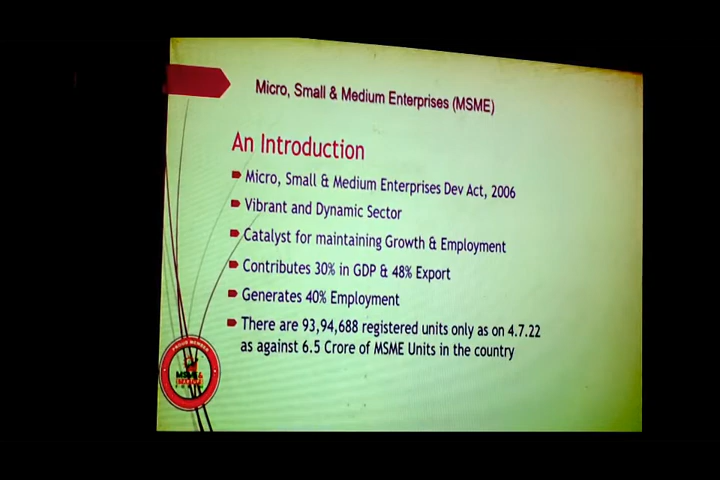 Micro, Small & Medium Enterprises (MSME)
An Introduction
Micro, Small & Medium Enterprises Dev Act, 2006
Vibrant and Dynamic Sector
Catalyst for maintaining Growth & Employment
Contributes 30% in GDP & 48% Export
Generates 40% Employment
There are 93,94,688 registered units only as on 4.7.22
as against 6.5 Crore of MSME Units in the country
PROUD MEMBER